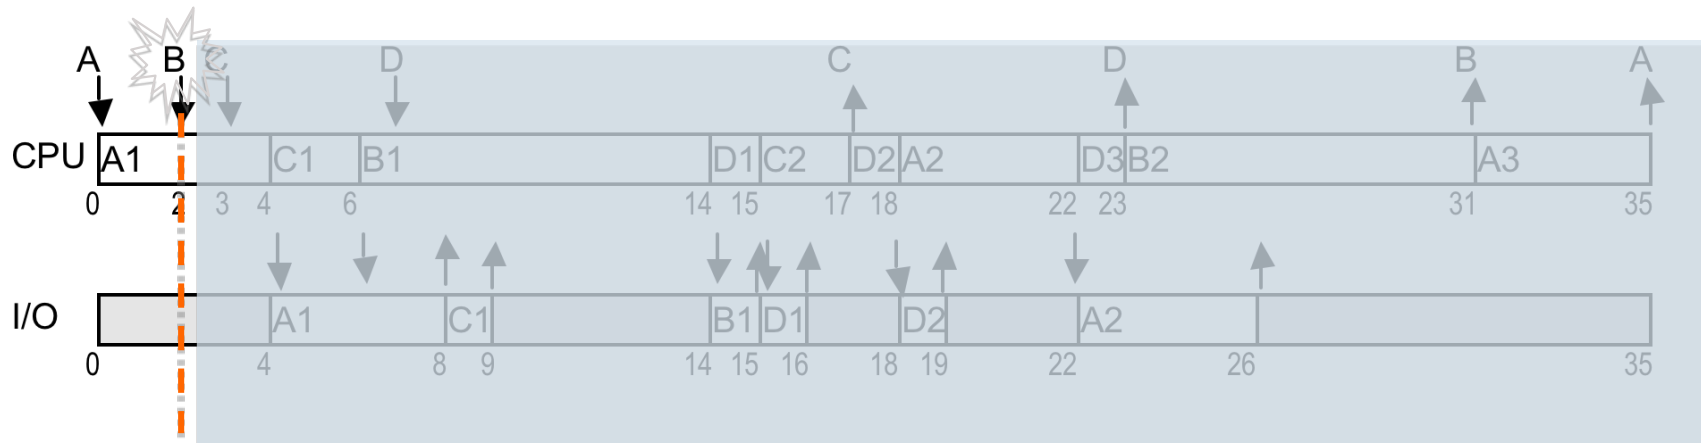 A B C D C D B A
CPU A1 C1 B1 D1 C2 D2 A2 D3 B2 A3
0 2 3 4 6 14 15 17 18 22 23 31 35
I/O A1 C1 B1 D1 D2 A2
0 4 8 9 14 15 16 18 19 22 26 35